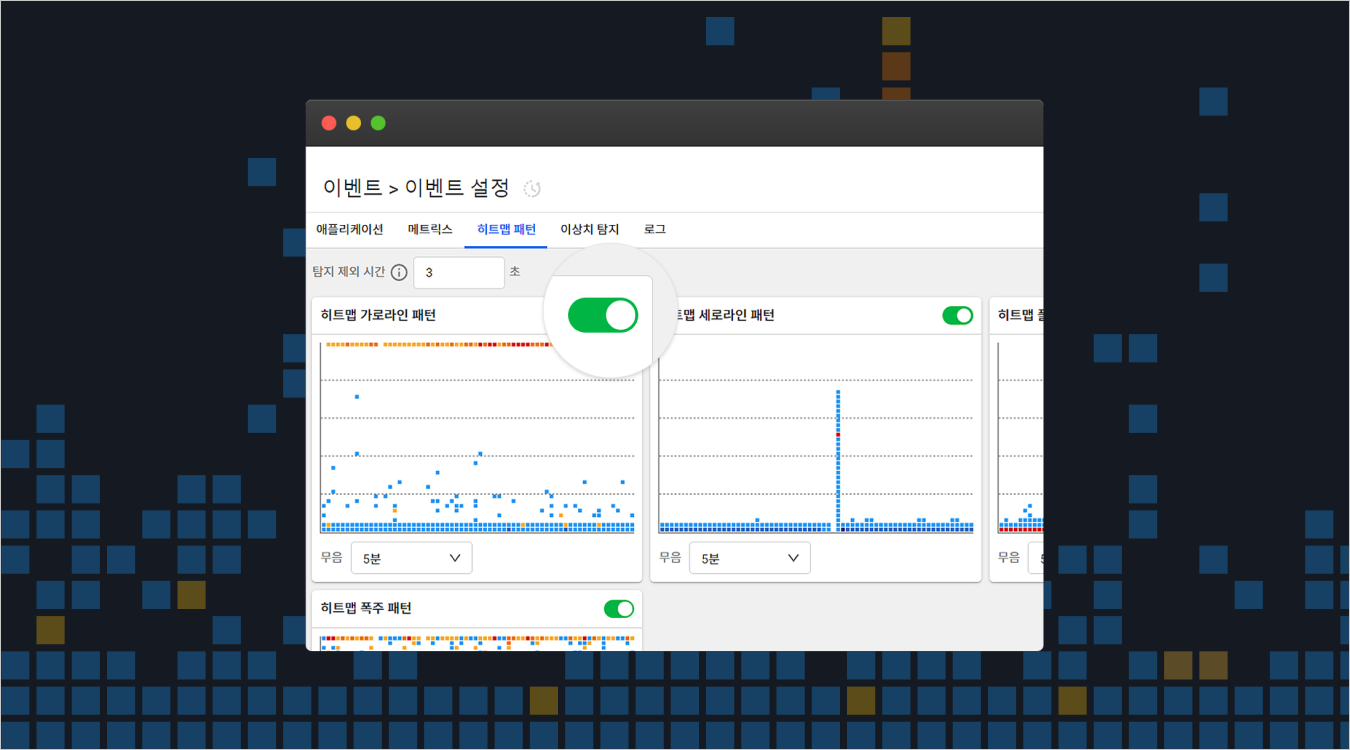 이벤트 > 이벤트 설정
애플리케이션 메트릭스 히트맵 패턴 이상치 탐지 로그
탐지 제외 시간 3 초
히트맵 가로라인 패턴
트맵 세로라인 패턴
히트맵
무음 5분
무음 5분
무음
히트맵 폭주 패턴